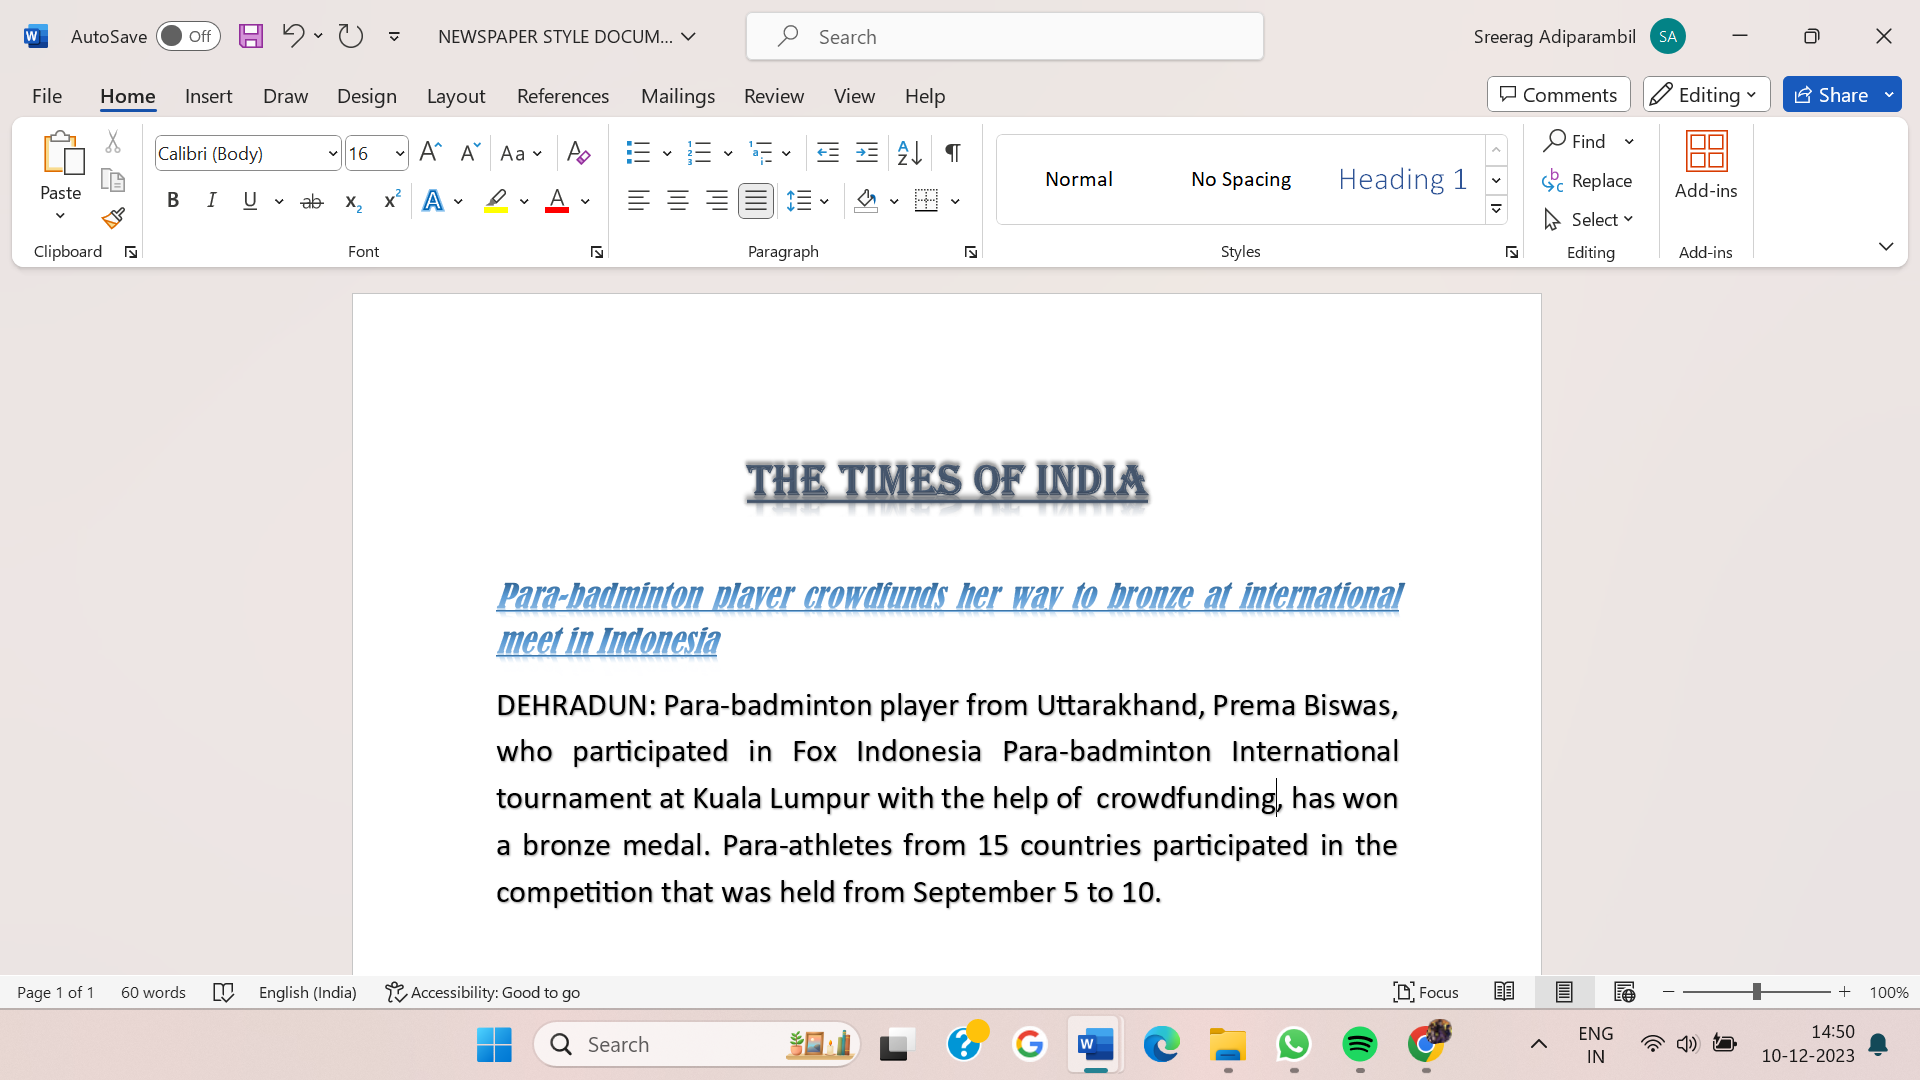 AutoSave Off NEWSPAPER STYLE DOCUM... Search Sreerag Adiparambil SA
File Home Insert Draw Design Layout References Mailings Review View Help Comments Editing Share
Paste Calibri (Body) 16 Normal No Spacing Heading 1 Find Replace Select Add-ins
Clipboard Font Paragraph Styles Editing Add-ins
THE TIMES OF INDIA
Para-badminton player crowdfunds her way to bronze at international
meet in Indonesia
DEHRADUN: Para-badminton player from Uttarakhand, Prema Biswas,
who participated in Fox Indonesia Para-badminton International
tournament at Kuala Lumpur with the help of  crowdfunding, has won
a bronze medal. Para-athletes from 15 countries participated in the
competition that was held from September 5 to 10.
Page 1 of 1 60 words English (India) Accessibility: Good to go Focus 100%
Search ENG 14:50
IN 10-12-2023